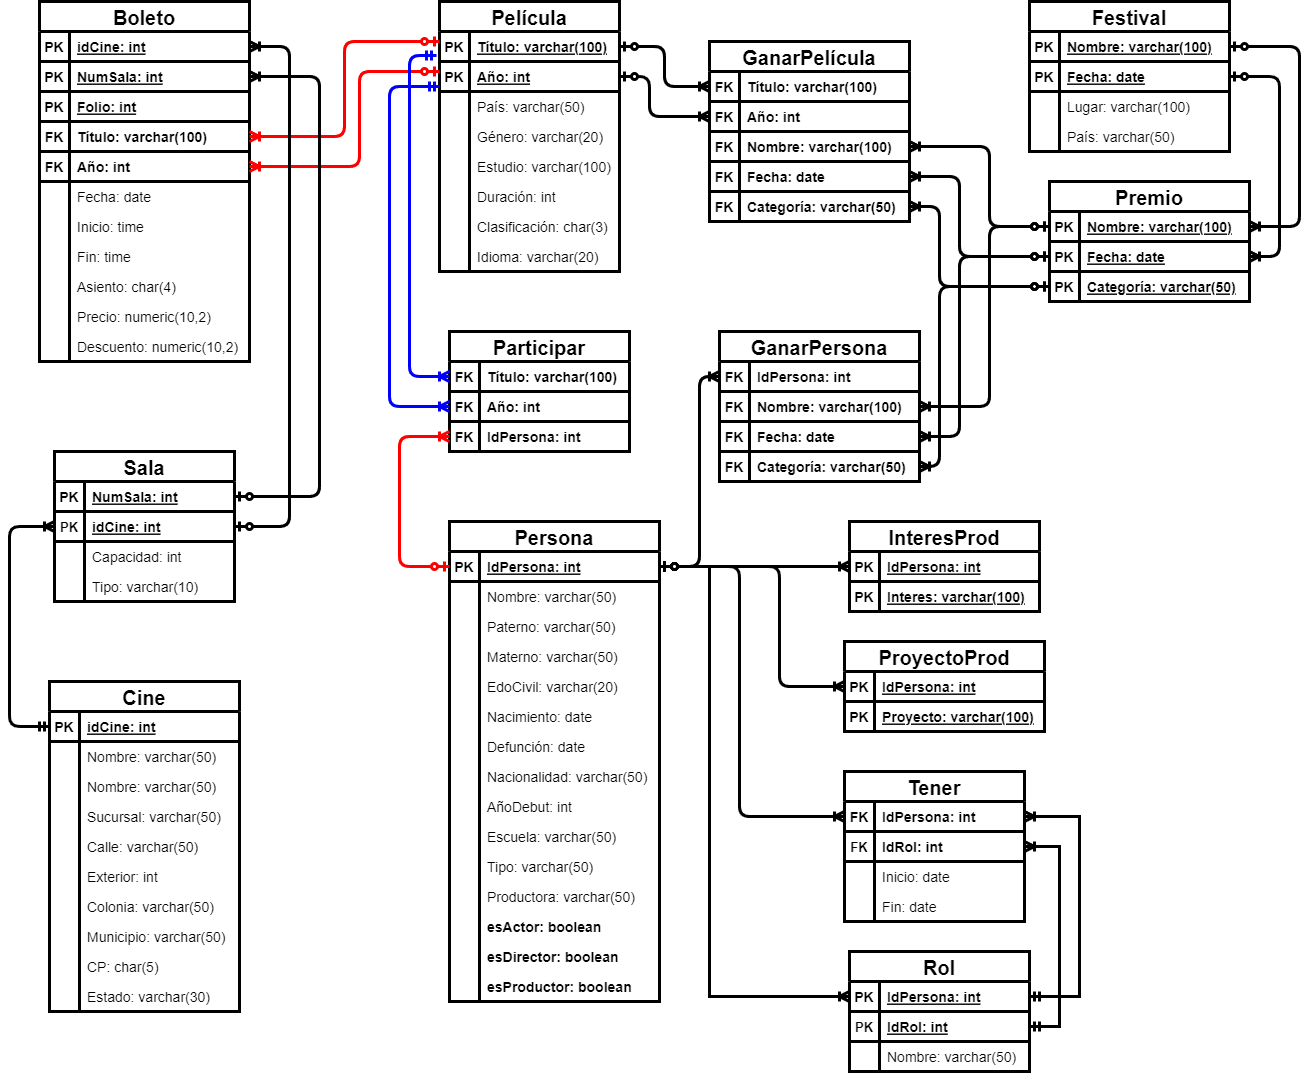 Boleto
PK idCine: int
PK NumSala: int
PK Folio: int
FK Título: varchar(100)
FK Año: int
Fecha: date
Inicio: time
Fin: time
Asiento: char(4)
Precio: numeric(10,2)
Descuento: numeric(10,2)
Película
PK Título: varchar(100)
PK Año: int
País: varchar(50)
Género: varchar(20)
Estudio: varchar(100)
Duración: int
Clasificación: char(3)
Idioma: varchar(20)
GanarPelícula
FK Título: varchar(100)
FK Año: int
FK Nombre: varchar(100)
FK Fecha: date
FK Categoría: varchar(50)
Festival
PK Nombre: varchar(100)
PK Fecha: date
Lugar: varchar(100)
País: varchar(50)
Premio
PK Nombre: varchar(100)
PK Fecha: date
PK Categoría: varchar(50)
Participar
FK Título: varchar(100)
FK Año: int
FK IdPersona: int
GanarPersona
FK IdPersona: int
FK Nombre: varchar(100)
FK Fecha: date
FK Categoría: varchar(50)
Sala
PK NumSala: int
PK idCine: int
Capacidad: int
Tipo: varchar(10)
Persona
PK IdPersona: int
Nombre: varchar(50)
Paterno: varchar(50)
Materno: varchar(50)
EdoCivil: varchar(20)
Nacimiento: date
Defunción: date
Nacionalidad: varchar(50)
AñoDebut: int
Escuela: varchar(50)
Tipo: varchar(50)
Productora: varchar(50)
esActor: boolean
esDirector: boolean
esProductor: boolean
InteresProd
PK IdPersona: int
PK Interes: varchar(100)
ProyectoProd
PK IdPersona: int
PK Proyecto: varchar(100)
Cine
PK idCine: int
Nombre: varchar(50)
Nombre: varchar(50)
Sucursal: varchar(50)
Calle: varchar(50)
Exterior: int
Colonia: varchar(50)
Municipio: varchar(50)
CP: char(5)
Estado: varchar(30)
Tener
FK IdPersona: int
FK IdRol: int
Inicio: date
Fin: date
Rol
PK IdPersona: int
PK IdRol: int
Nombre: varchar(50)